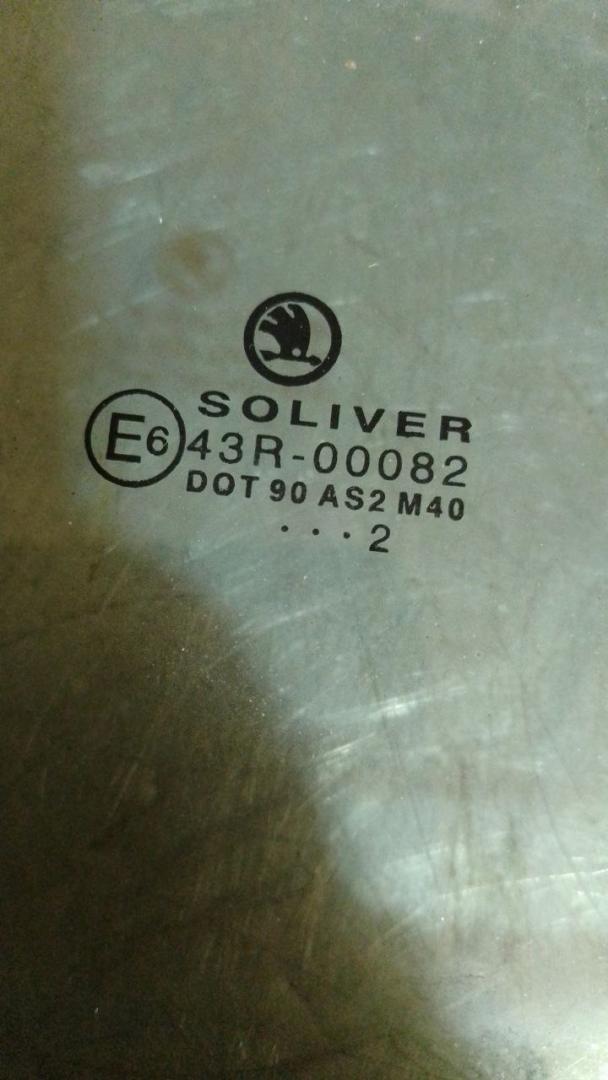 SOLIVER
E6 43R-00082
DOT 90 AS2 M40
...2